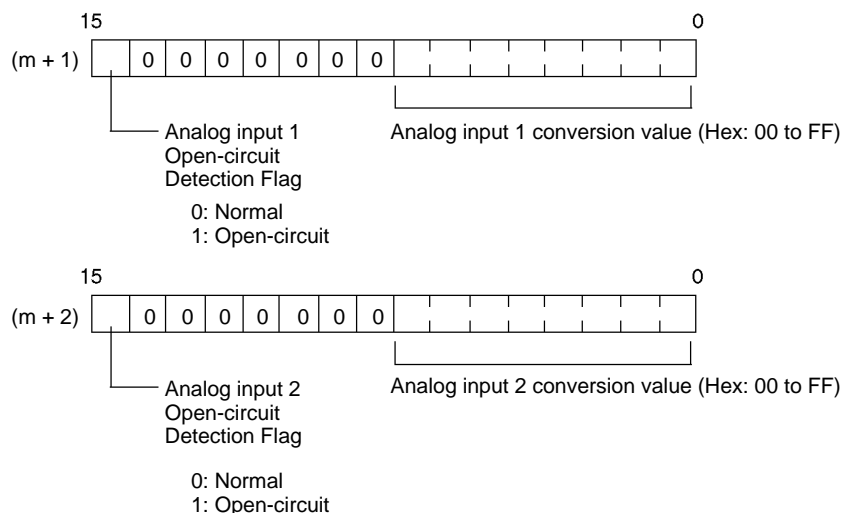 15 0
(m + 1) 0 0 0 0 0 0 0
Analog input 1 Analog input 1 conversion value (Hex: 00 to FF)
Open-circuit
Detection Flag
0: Normal
1: Open-circuit
15 0
(m + 2) 0 0 0 0 0 0 0
Analog input 2 Analog input 2 conversion value (Hex: 00 to FF)
Open-circuit
Detection Flag
0: Normal
1: Open-circuit